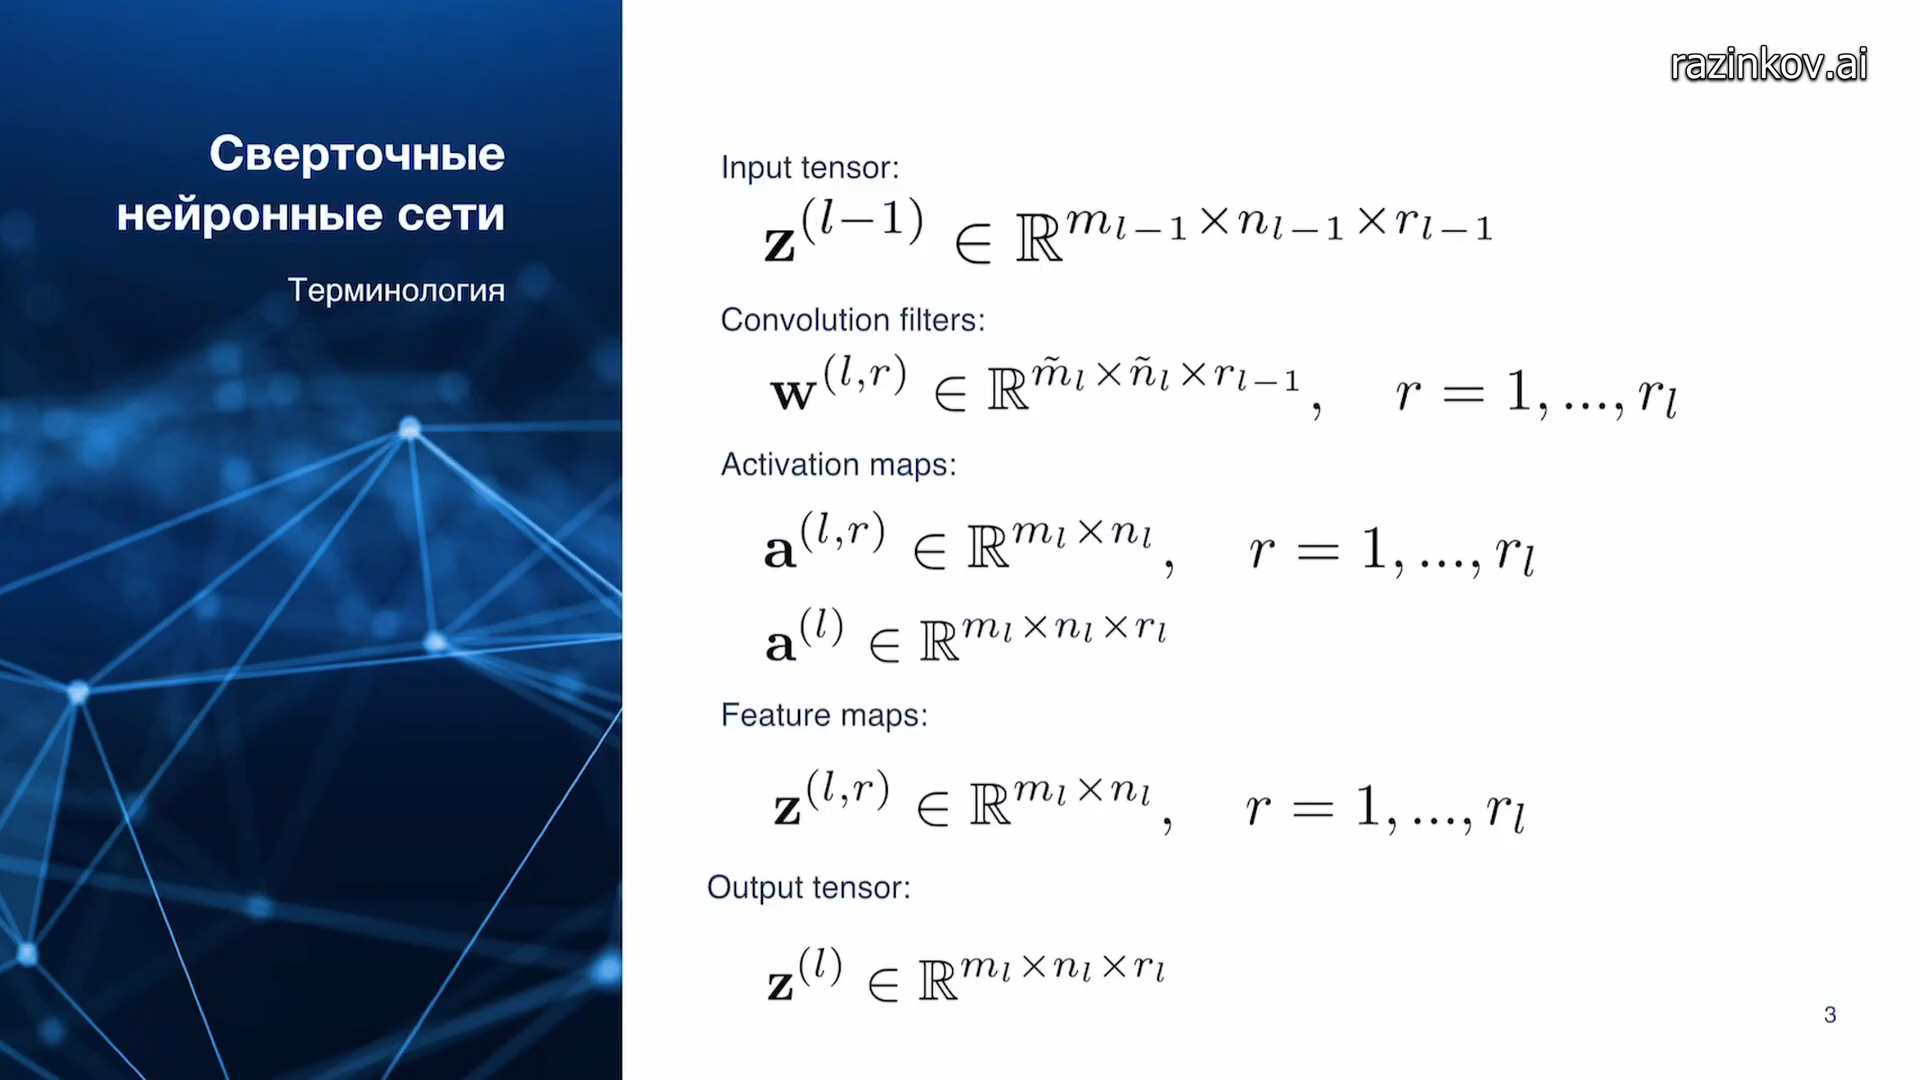 Сверточные
нейронные сети
Терминология
razinkov.ai
Input tensor:
𝐳^{(l−1)} ∈ ℝ^{m_{l−1}×n_{l−1}×r_{l−1}}
Convolution filters:
𝐰^{(l,r)} ∈ ℝ^{m̃_l×ñ_l×r_{l−1}}, r = 1, ..., r_l
Activation maps:
𝐚^{(l,r)} ∈ ℝ^{m_l×n_l}, r = 1, ..., r_l
𝐚^{(l)} ∈ ℝ^{m_l×n_l×r_l}
Feature maps:
𝐳^{(l,r)} ∈ ℝ^{m_l×n_l}, r = 1, ..., r_l
Output tensor:
𝐳^{(l)} ∈ ℝ^{m_l×n_l×r_l}
3